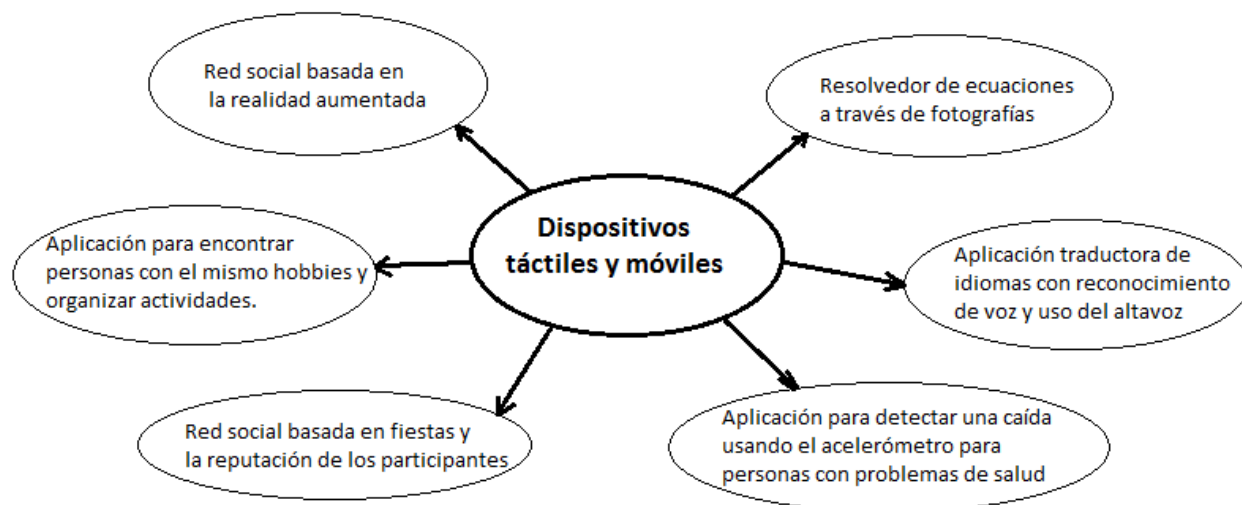 Red social basada en
la realidad aumentada
Resolvedor de ecuaciones
a través de fotografías
Dispositivos
táctiles y móviles
Aplicación para encontrar
personas con el mismo hobbies y
organizar actividades.
Aplicación traductora de
idiomas con reconocimiento
de voz y uso del altavoz
Red social basada en fiestas y
la reputación de los participantes
Aplicación para detectar una caída
usando el acelerómetro para
personas con problemas de salud